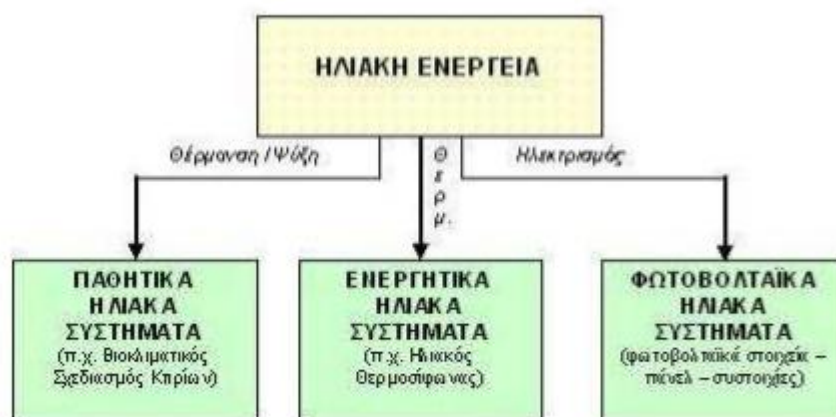 ΗΛΙΑΚΗ ΕΝΕΡΓΕΙΑ
Θέρμανση / Ψύξη
Θερμ.
Ηλεκτρισμός
ΠΑΘΗΤΙΚΑ
ΗΛΙΑΚΑ
ΣΥΣΤΗΜΑΤΑ
(π.χ. Βιοκλιματικός
Σχεδιασμός Κτιρίων)
ΕΝΕΡΓΗΤΙΚΑ
ΗΛΙΑΚΑ
ΣΥΣΤΗΜΑΤΑ
(π.χ. Ηλιακός
Θερμοσίφωνας)
ΦΩΤΟΒΟΛΤΑΪΚΑ
ΗΛΙΑΚΑ
ΣΥΣΤΗΜΑΤΑ
(φωτοβολταϊκά στοιχεία –
πάνελ – συστοιχίες)